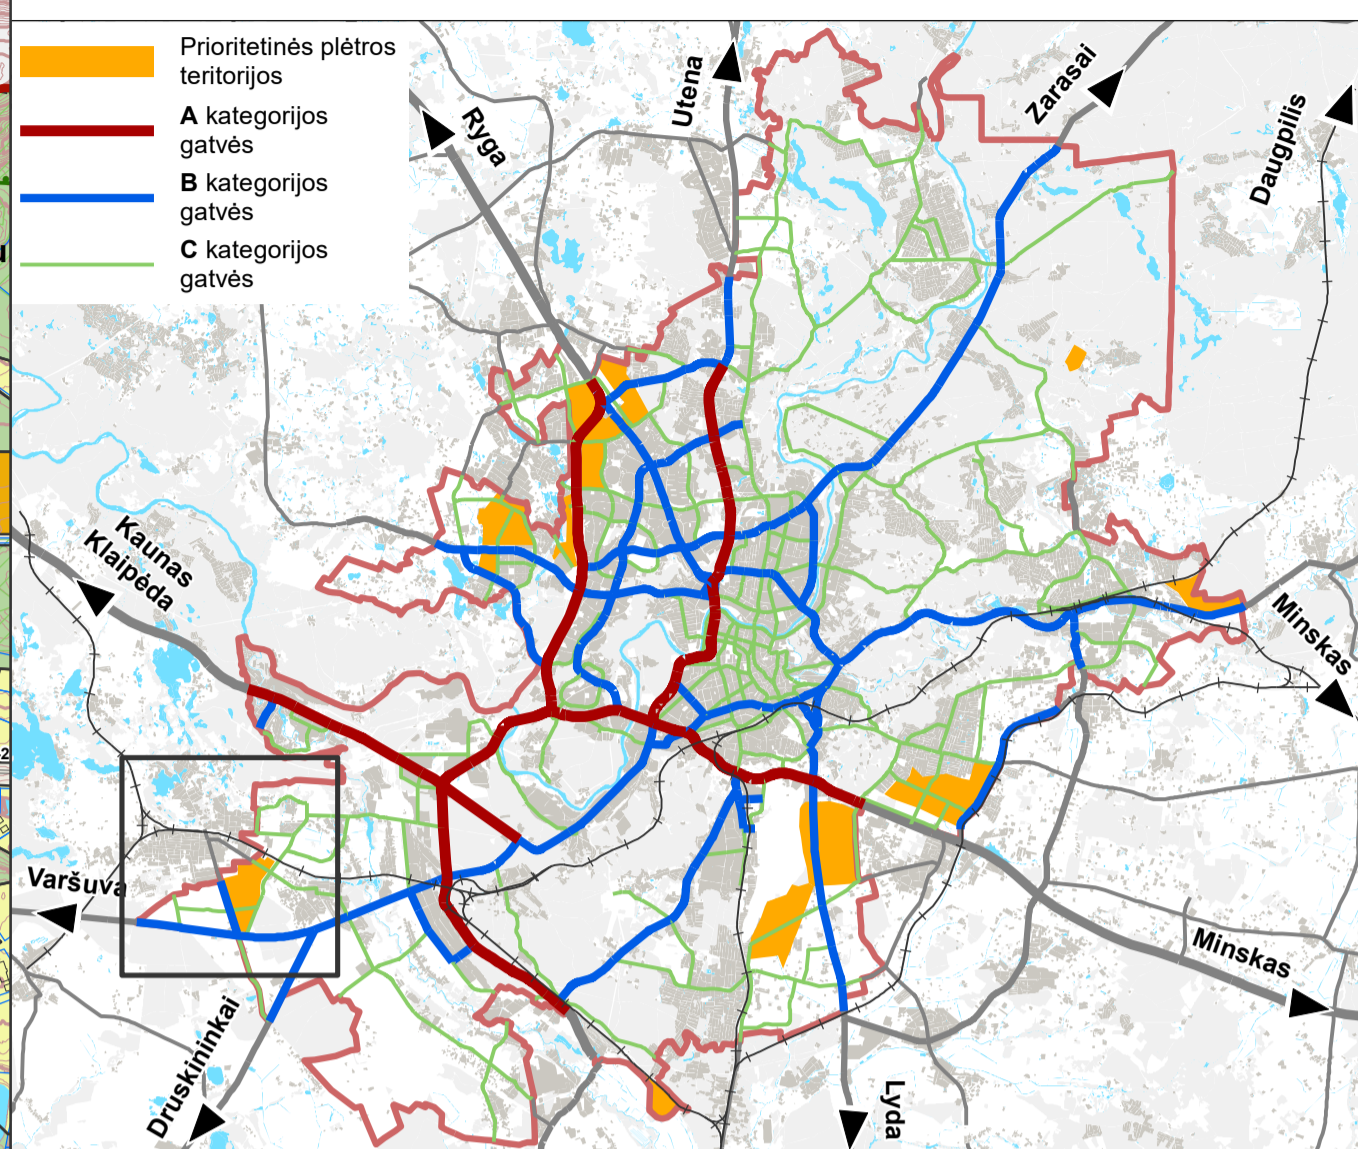 Prioritetinės plėtros
teritorijos
A kategorijos
gatvės
B kategorijos
gatvės
C kategorijos
gatvės
Ryga
Utena
Zarasai
Daugpilis
Kaunas
Klaipėda
Minskas
Varšuva
Minskas
Druskininkai
Lyda